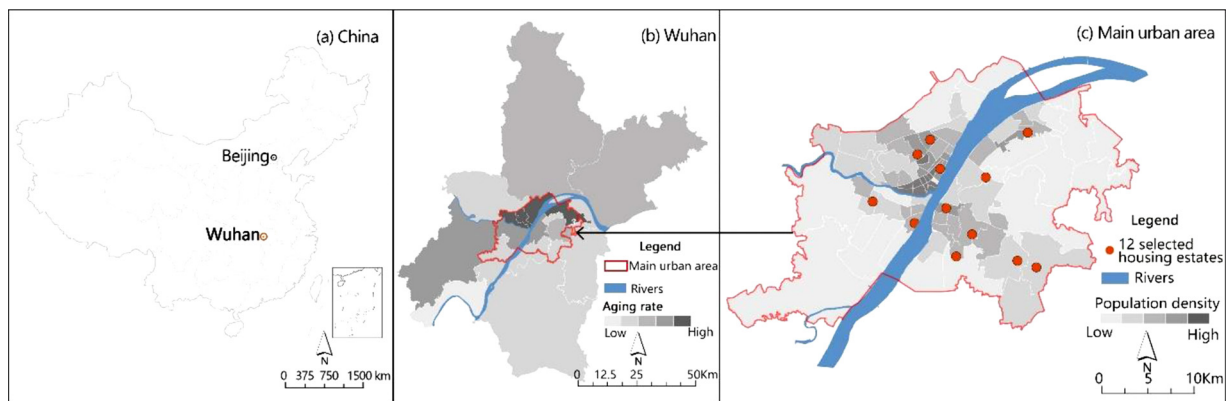 (a) China
Beijing
Wuhan
N
0 375 750 1500 km
(b) Wuhan
Legend
Main urban area
Rivers
Aging rate
Low High
N
0 12.5 25 50Km
(c) Main urban area
Legend
12 selected
housing estates
Rivers
Population density
Low High
N
0 5 10Km